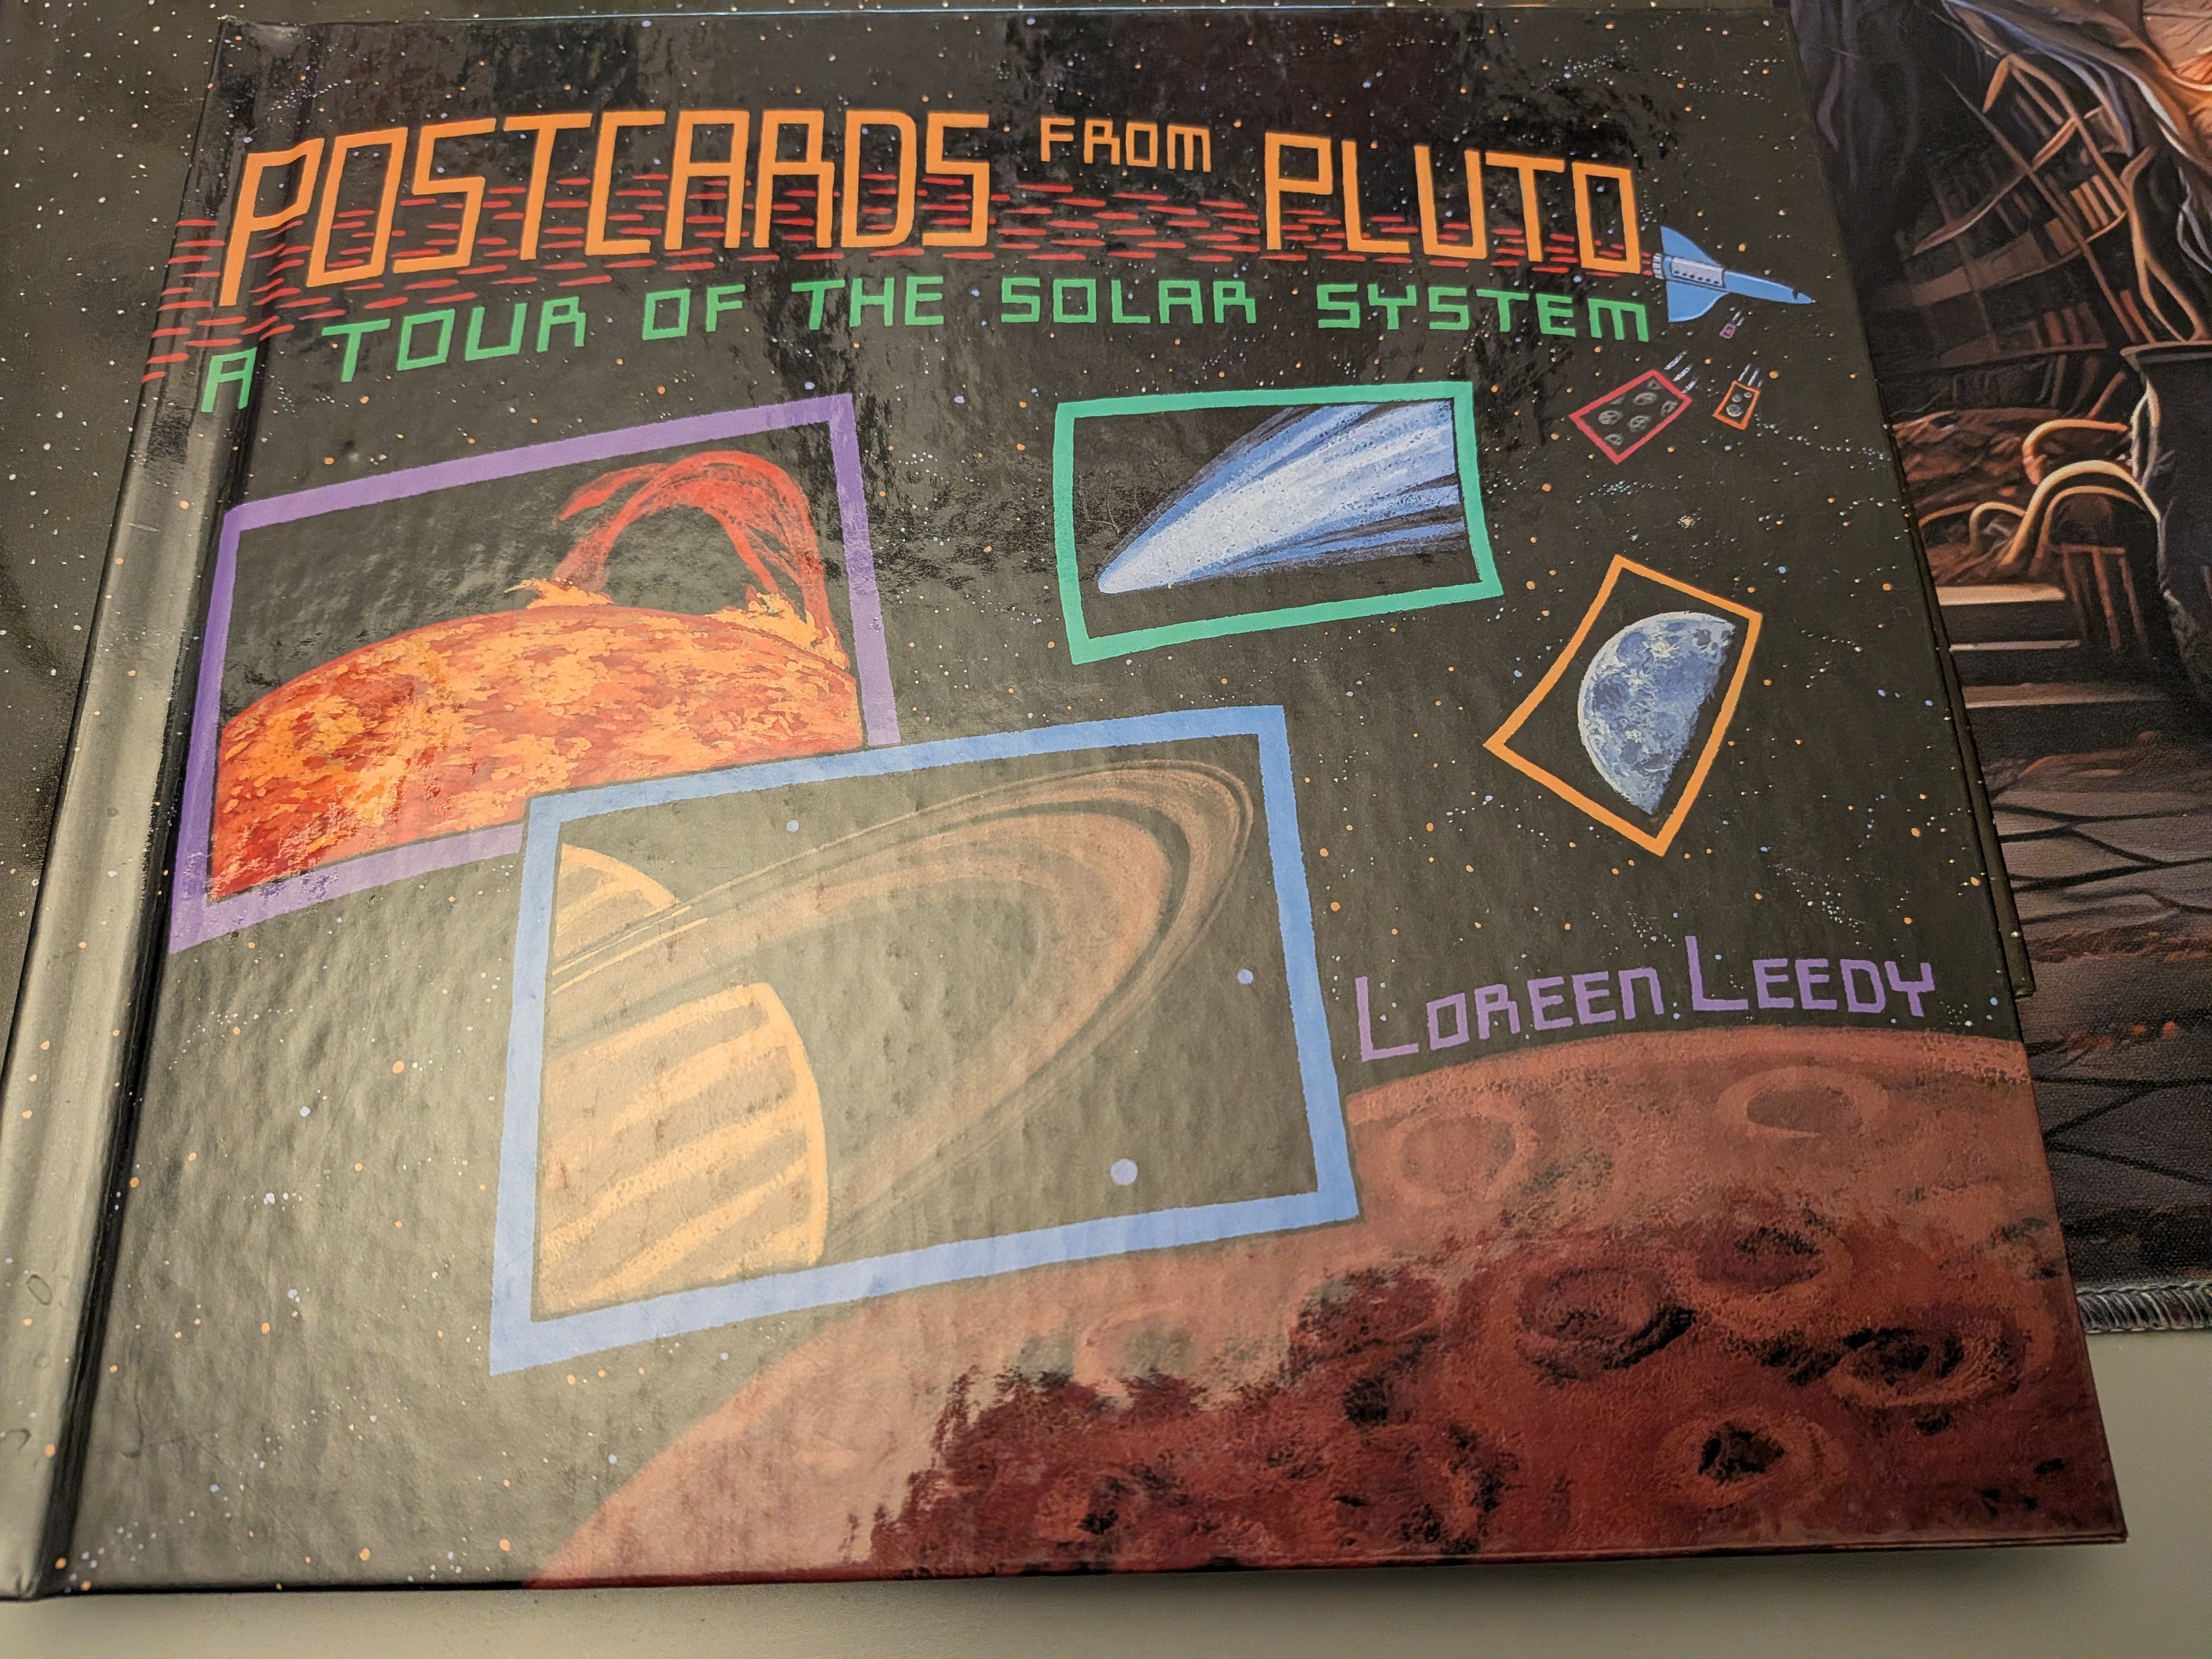 POSTCARDS FROM PLUTO
A TOUR OF THE SOLAR SYSTEM
LOREEN LEEDY